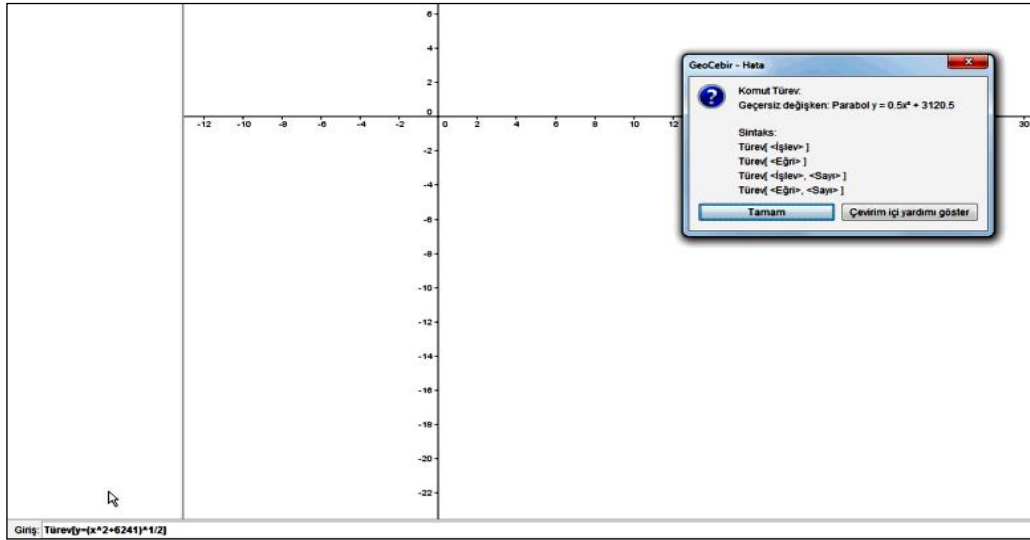 6
4
2
0
-12 -10 -8 -6 -4 -2 0 2 4 6 8 10 12 30
-2
-4
-6
-8
-10
-12
-14
-16
-18
-20
-22
GeoCebir - Hata
Komut Türev:
Geçersiz değişken: Parabol y = 0.5x² + 3120.5
Sintaks:
Türev[ <İşlev> ]
Türev[ <Eğri> ]
Türev[ <İşlev>, <Sayı> ]
Türev[ <Eğri>, <Sayı> ]
Tamam Çevirim içi yardımı göster
Giriş: Türev[y=(x^2+6241)^1/2]